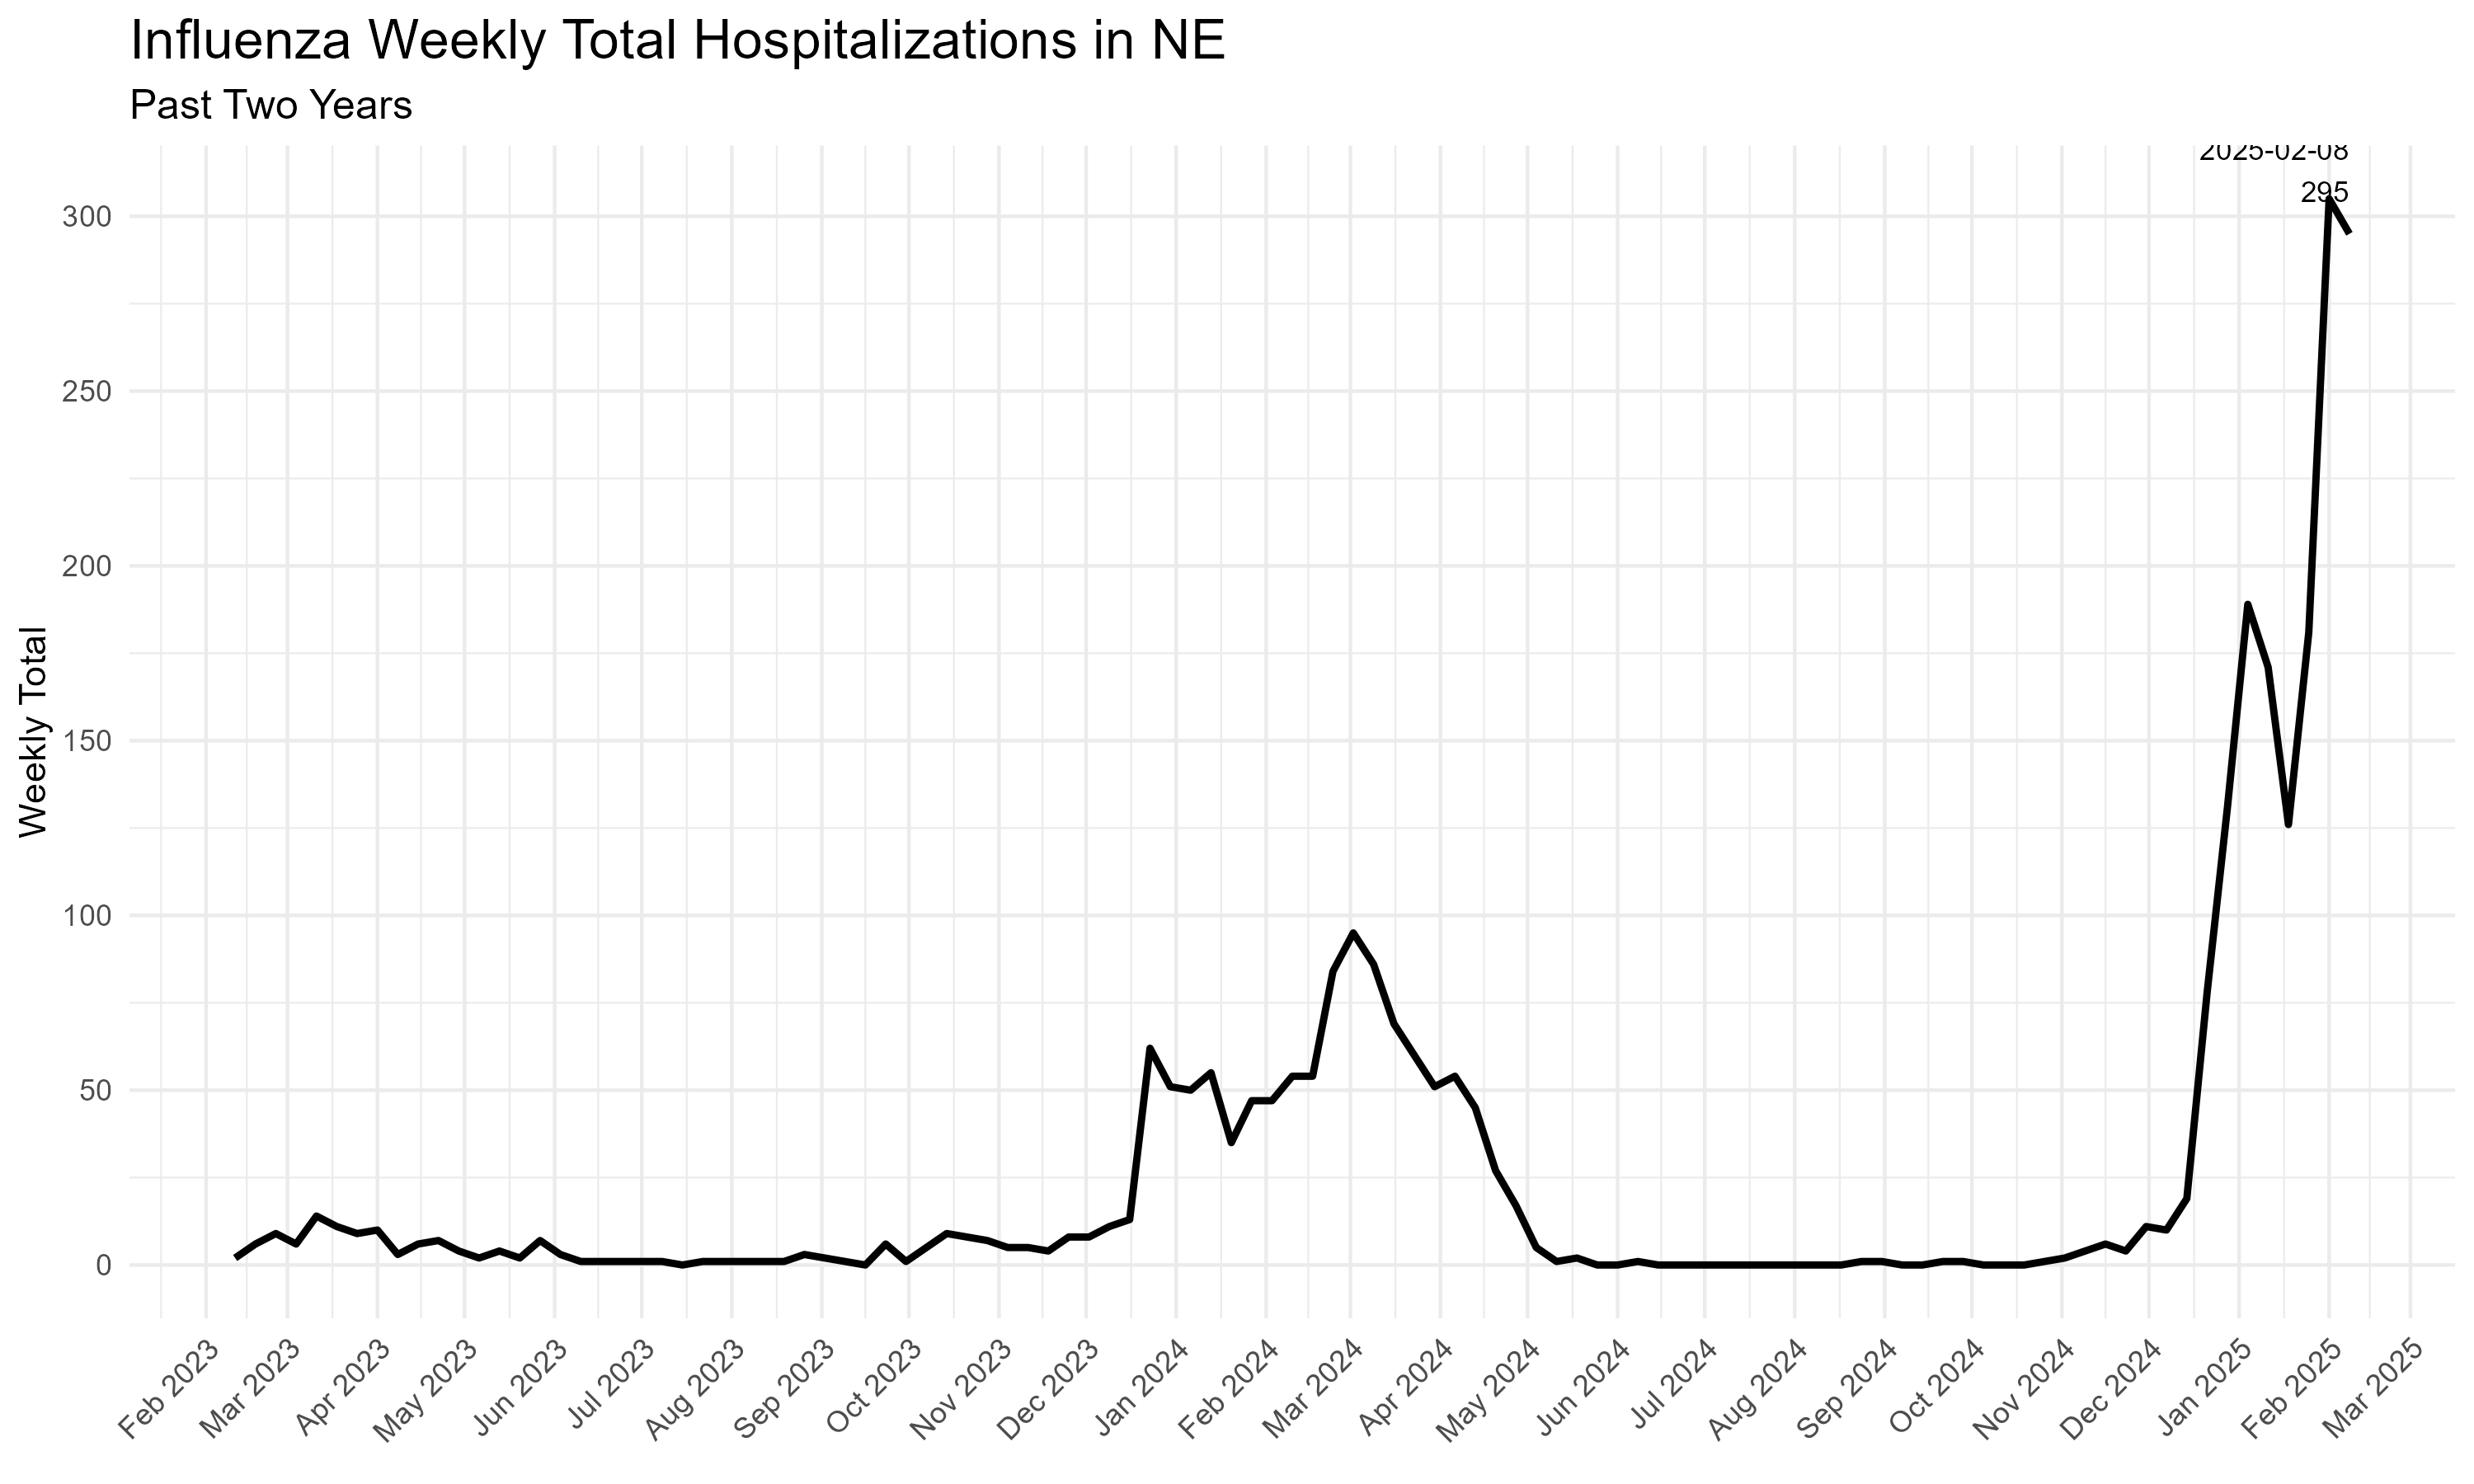 Influenza Weekly Total Hospitalizations in NE
Past Two Years
2025-02-08
295
300
250
200
150
100
50
0
Weekly Total
Feb 2023
Mar 2023
Apr 2023
May 2023
Jun 2023
Jul 2023
Aug 2023
Sep 2023
Oct 2023
Nov 2023
Dec 2023
Jan 2024
Feb 2024
Mar 2024
Apr 2024
May 2024
Jun 2024
Jul 2024
Aug 2024
Sep 2024
Oct 2024
Nov 2024
Dec 2024
Jan 2025
Feb 2025
Mar 2025